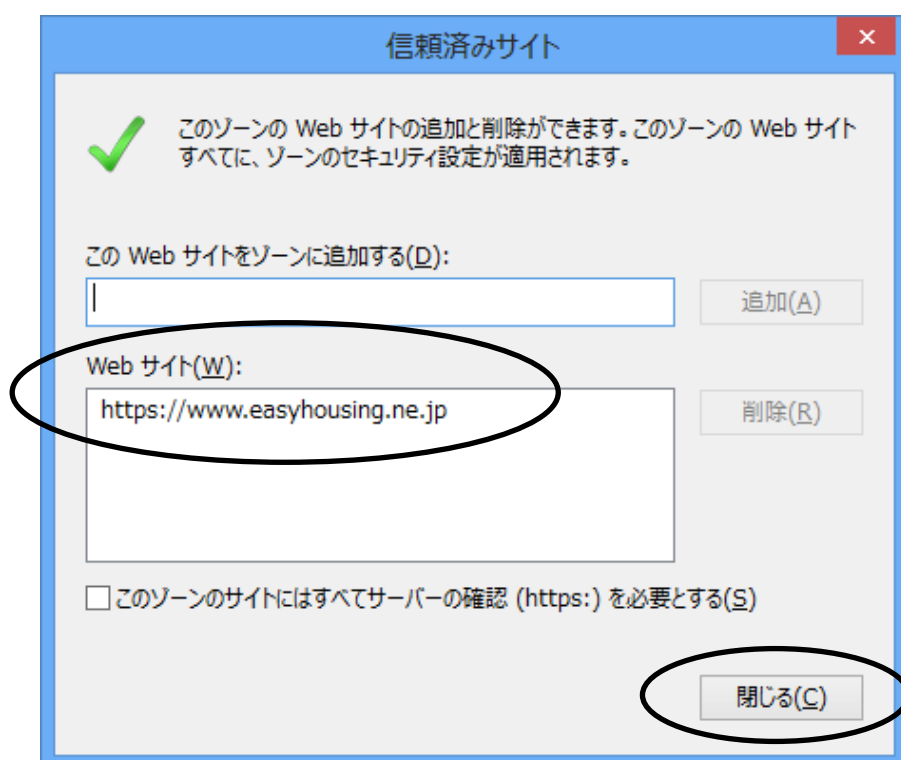 信頼済みサイト
このゾーンの Web サイトの追加と削除ができます。このゾーンの Web サイト
すべてに、ゾーンのセキュリティ設定が適用されます。
この Web サイトをゾーンに追加する(D):
追加(A)
Web サイト(W):
https://www.easyhousing.ne.jp
削除(R)
このゾーンのサイトにはすべてサーバーの確認 (https:) を必要とする(S)
閉じる(C)